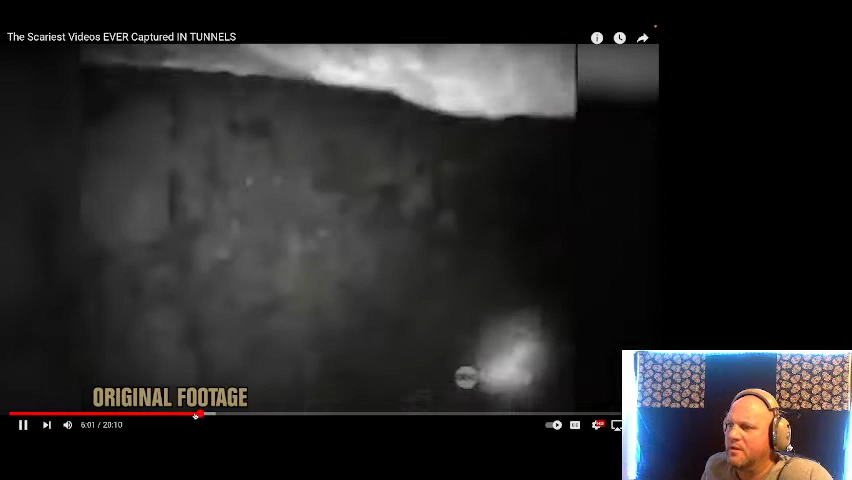 The Scariest Videos EVER Captured IN TUNNELS
ORIGINAL FOOTAGE
6:01 / 20:10